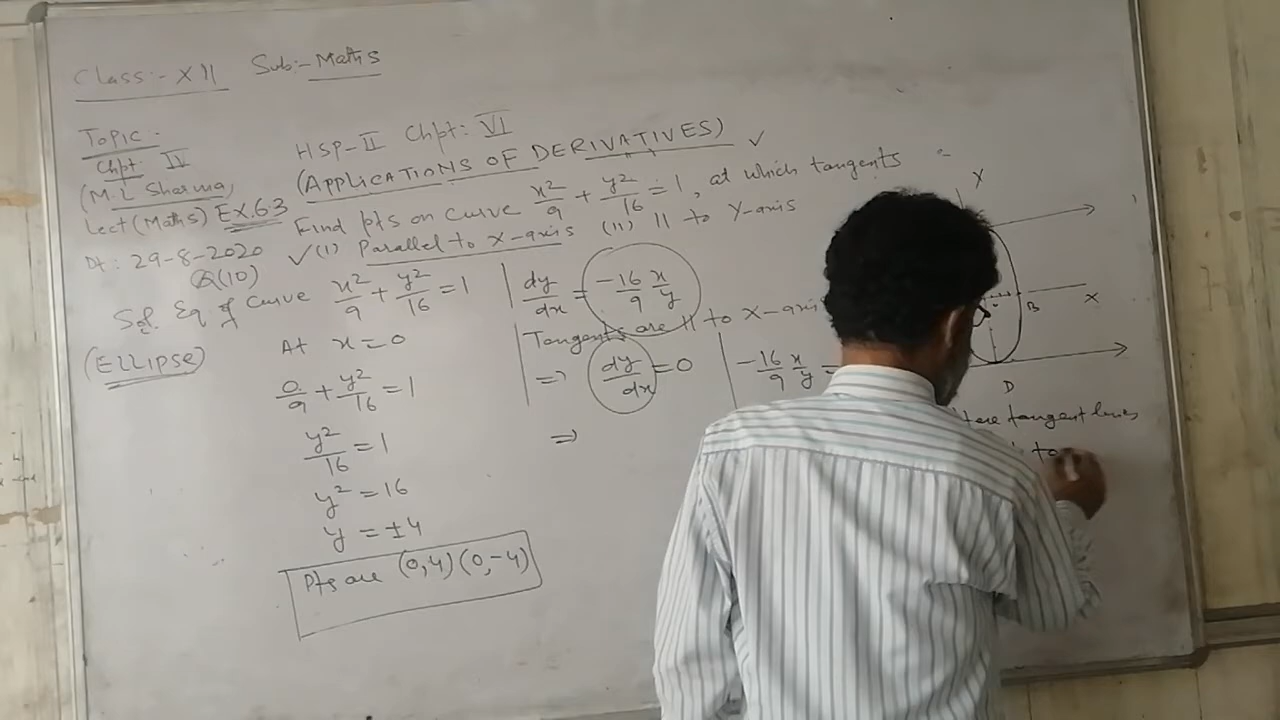 Class:- XII Sub:- Maths
Topic:-
Chpt: IV
(M.L Sharma,
Lect (Maths)
Dt: 29-8-2020
HSP-II Chpt: VI
(APPLICATIONS OF DERIVATIVES) ✓
EX 6.3
Q(10)
Find pts on curve x²/9 + y²/16 = 1, at which tangents
✓(i) Parallel to X-axis (ii) || to Y-axis
Sol. Eq of curve x²/9 + y²/16 = 1
(ELLIPSE)
At x = 0
0/9 + y²/16 = 1
y²/16 = 1
y² = 16
y = ±4
Pts are (0,4) (0,-4)
dy/dx = -16/9 x/y
Tangents are || to X-axis
=> dy/dx = 0
=>
-16/9 x/y =
Y
B
X
D
tangent lines
to